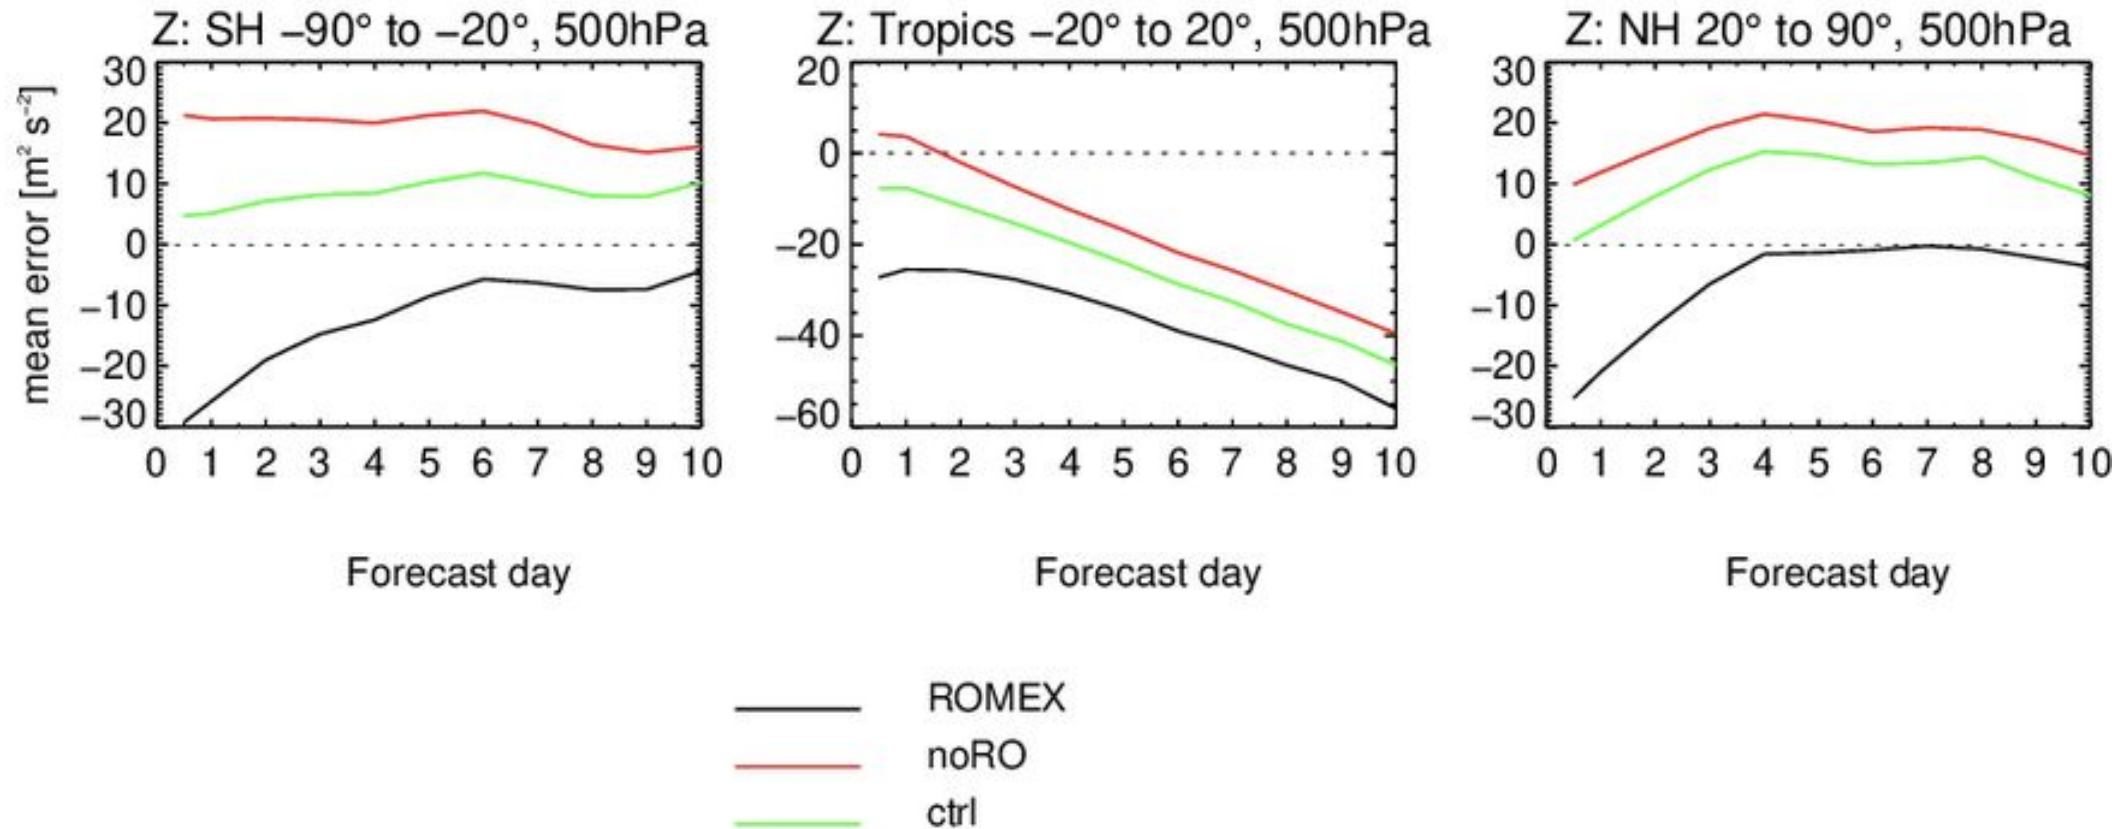 Z: SH −90° to −20°, 500hPa
Z: Tropics −20° to 20°, 500hPa
Z: NH 20° to 90°, 500hPa
mean error [m² s⁻²]
30
20
10
0
−10
−20
−30
0 1 2 3 4 5 6 7 8 9 10
Forecast day
20
0
−20
−40
−60
0 1 2 3 4 5 6 7 8 9 10
Forecast day
30
20
10
0
−10
−20
−30
0 1 2 3 4 5 6 7 8 9 10
Forecast day
ROMEX
noRO
ctrl